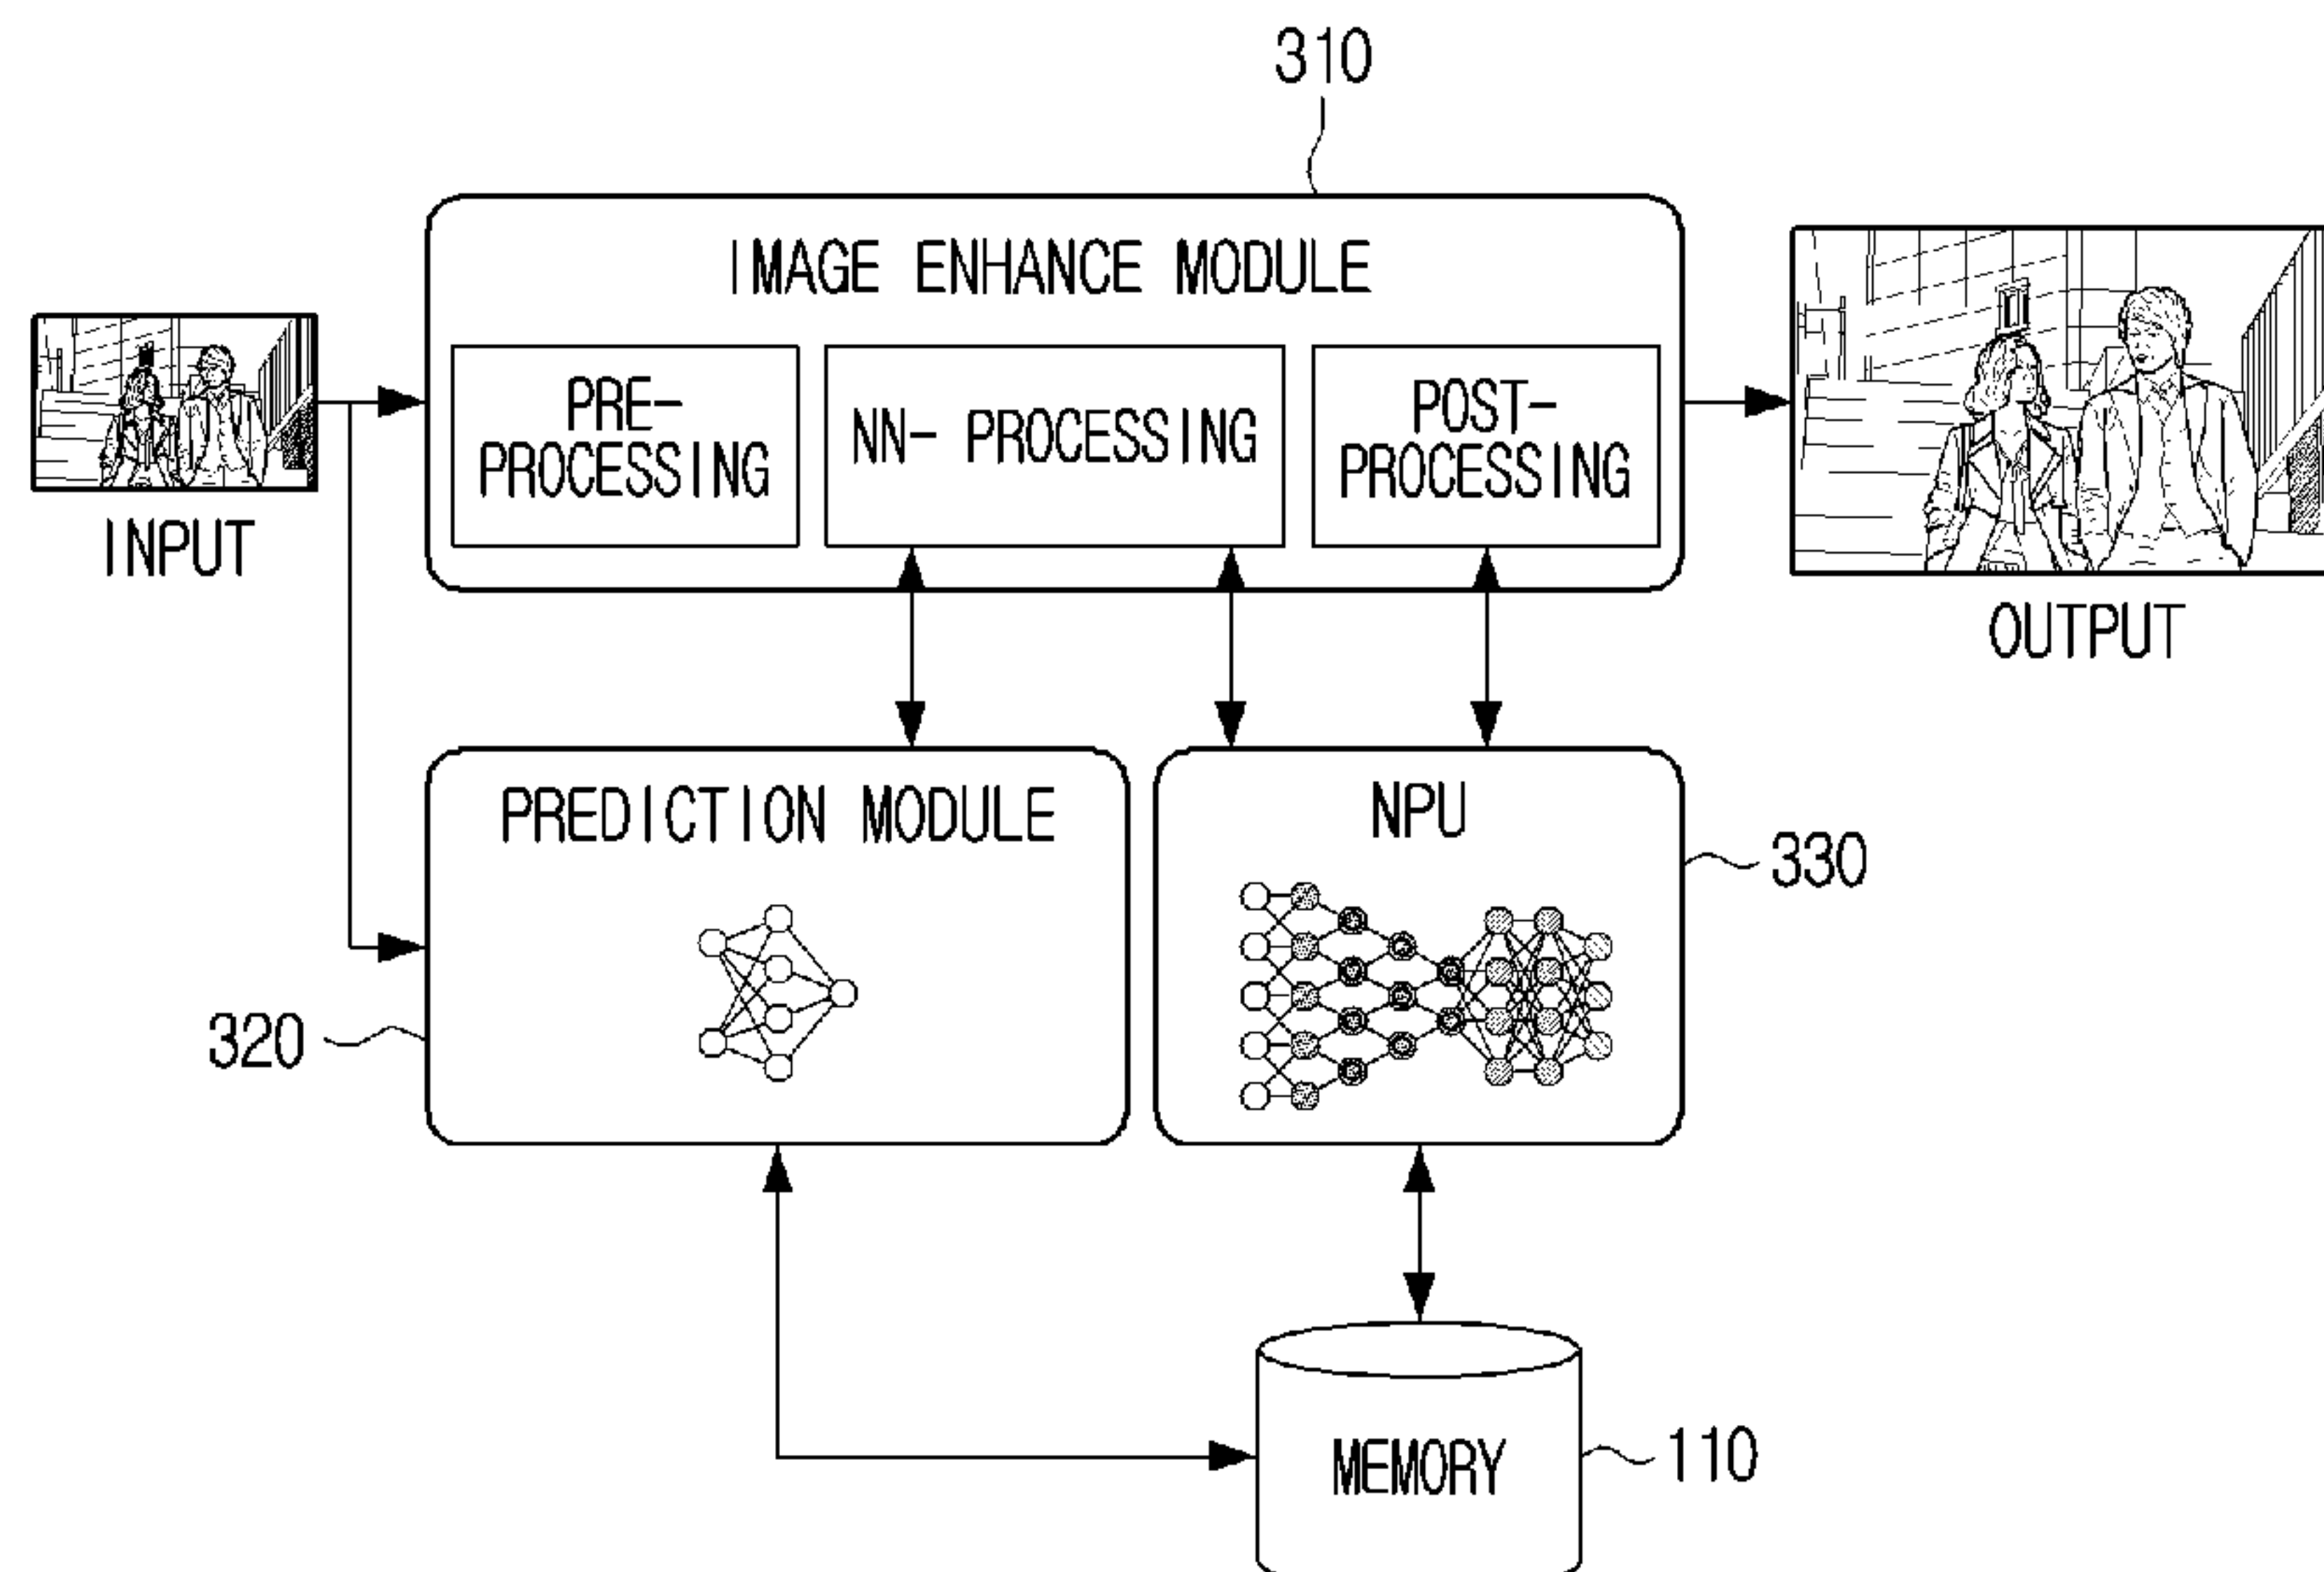 310
IMAGE ENHANCE MODULE
PRE-
PROCESSING
NN- PROCESSING
POST-
PROCESSING
INPUT
OUTPUT
PREDICTION MODULE
NPU
330
320
MEMORY
110